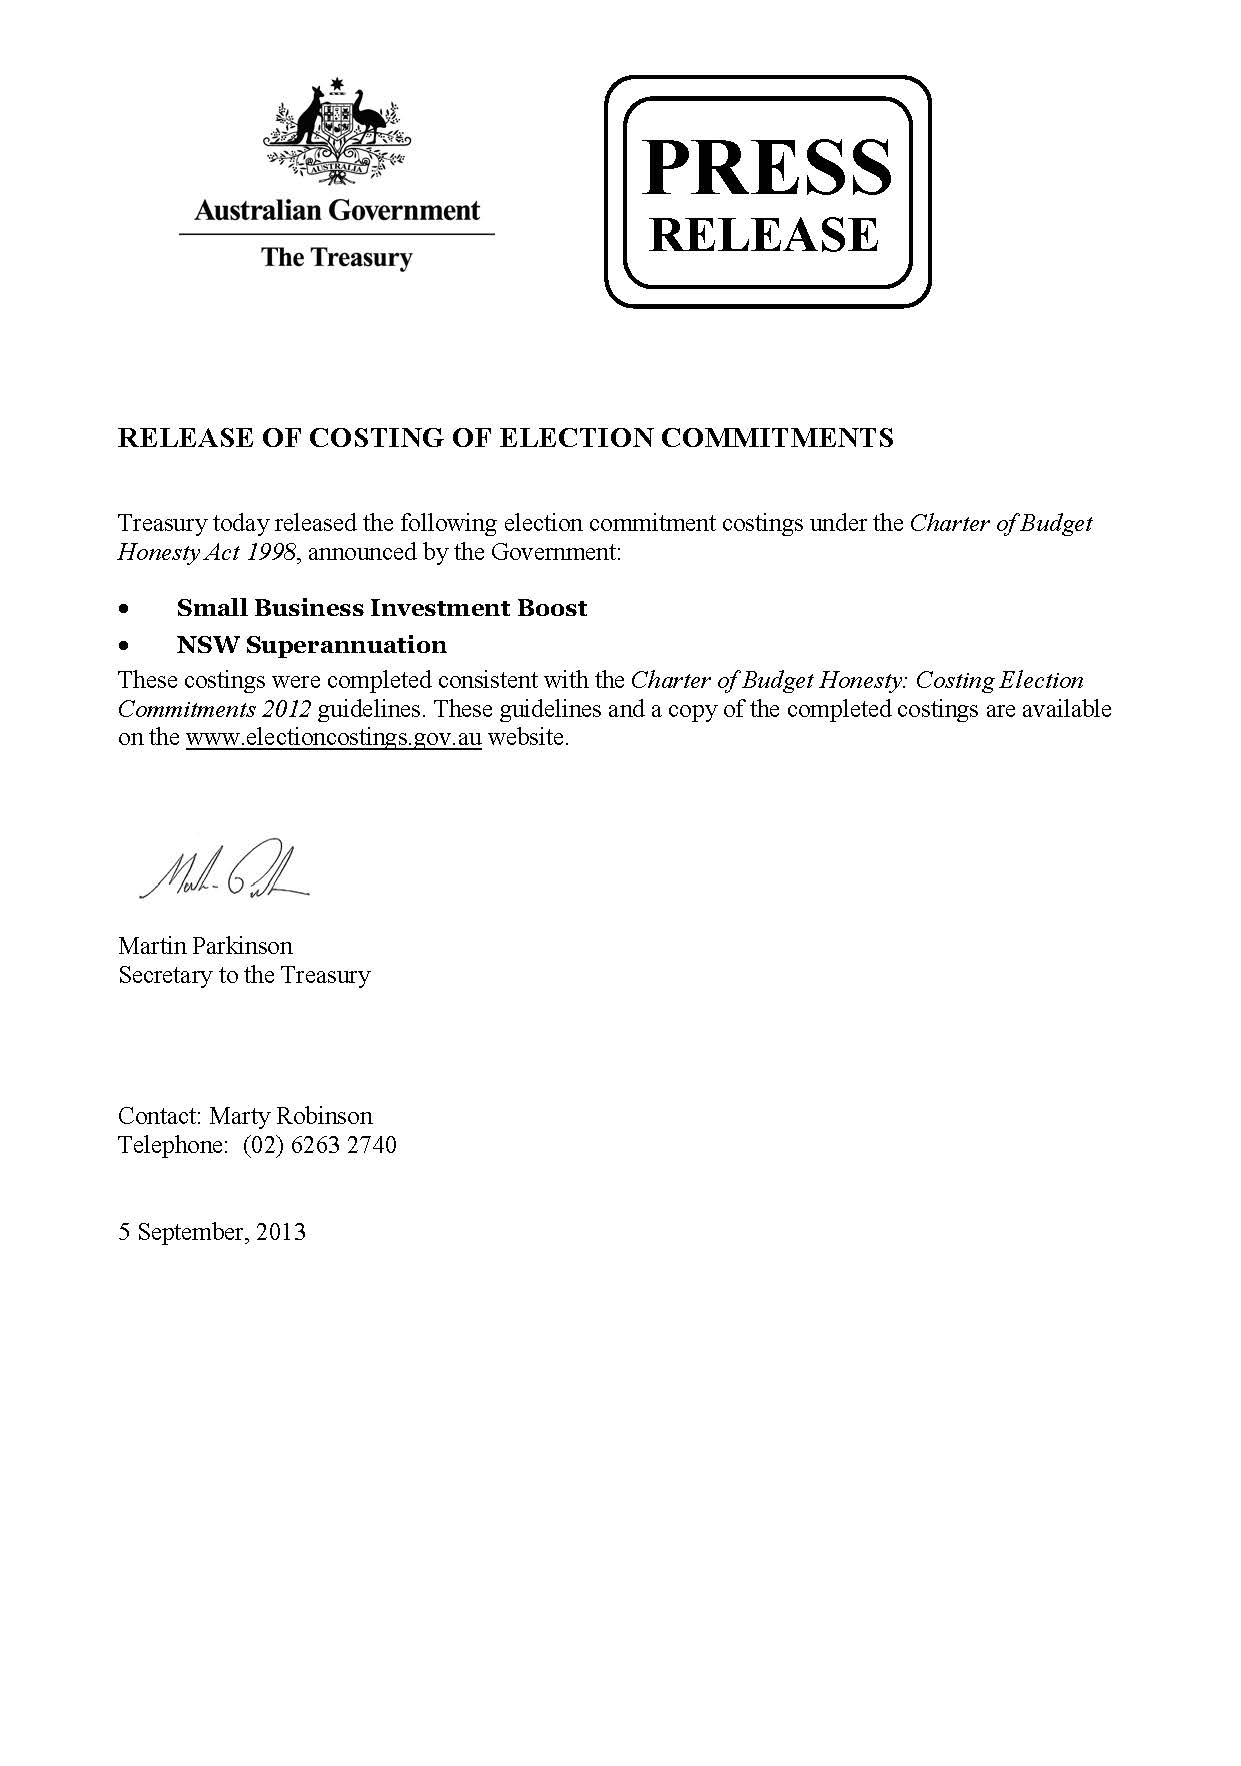 AUSTRALIA
Australian Government
The Treasury
PRESS
RELEASE
RELEASE OF COSTING OF ELECTION COMMITMENTS
Treasury today released the following election commitment costings under the Charter of Budget
Honesty Act 1998, announced by the Government:
• Small Business Investment Boost
• NSW Superannuation
These costings were completed consistent with the Charter of Budget Honesty: Costing Election
Commitments 2012 guidelines. These guidelines and a copy of the completed costings are available
on the www.electioncostings.gov.au website.
Martin Parkinson
Secretary to the Treasury
Contact: Marty Robinson
Telephone: (02) 6263 2740
5 September, 2013